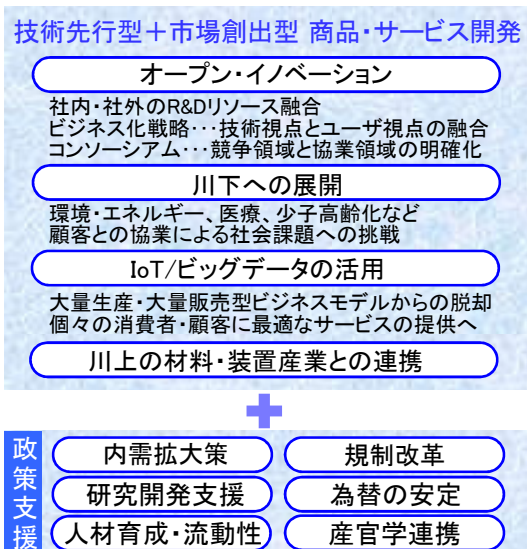 技術先行型＋市場創出型 商品・サービス開発
オープン・イノベーション
社内・社外のR&Dリソース融合
ビジネス化戦略･･･技術視点とユーザ視点の融合
コンソーシアム･･･競争領域と協業領域の明確化
川下への展開
環境・エネルギー、医療、少子高齢化など
顧客との協業による社会課題への挑戦
IoT/ビッグデータの活用
大量生産・大量販売型ビジネスモデルからの脱却
個々の消費者・顧客に最適なサービスの提供へ
川上の材料・装置産業との連携
+
政策支援
内需拡大策
規制改革
研究開発支援
為替の安定
人材育成・流動性
産官学連携